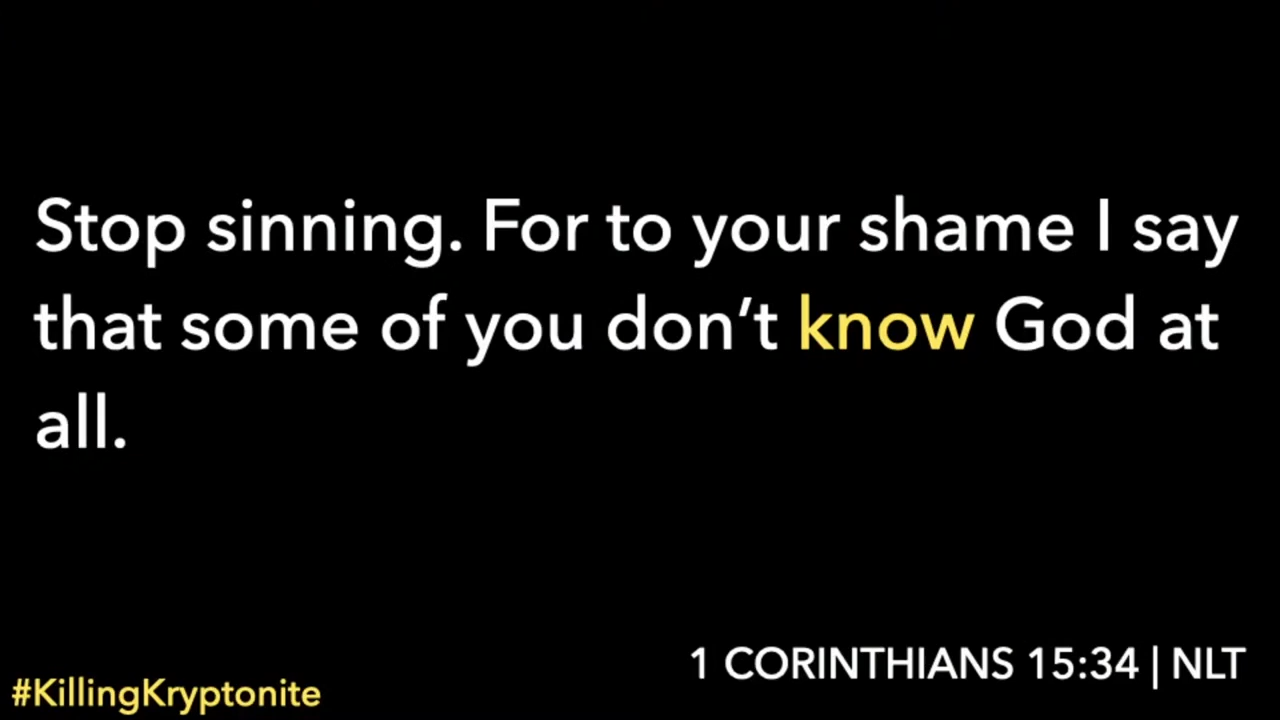 Stop sinning. For to your shame I say
that some of you don’t know God at
all.
1 CORINTHIANS 15:34 | NLT
#KillingKryptonite